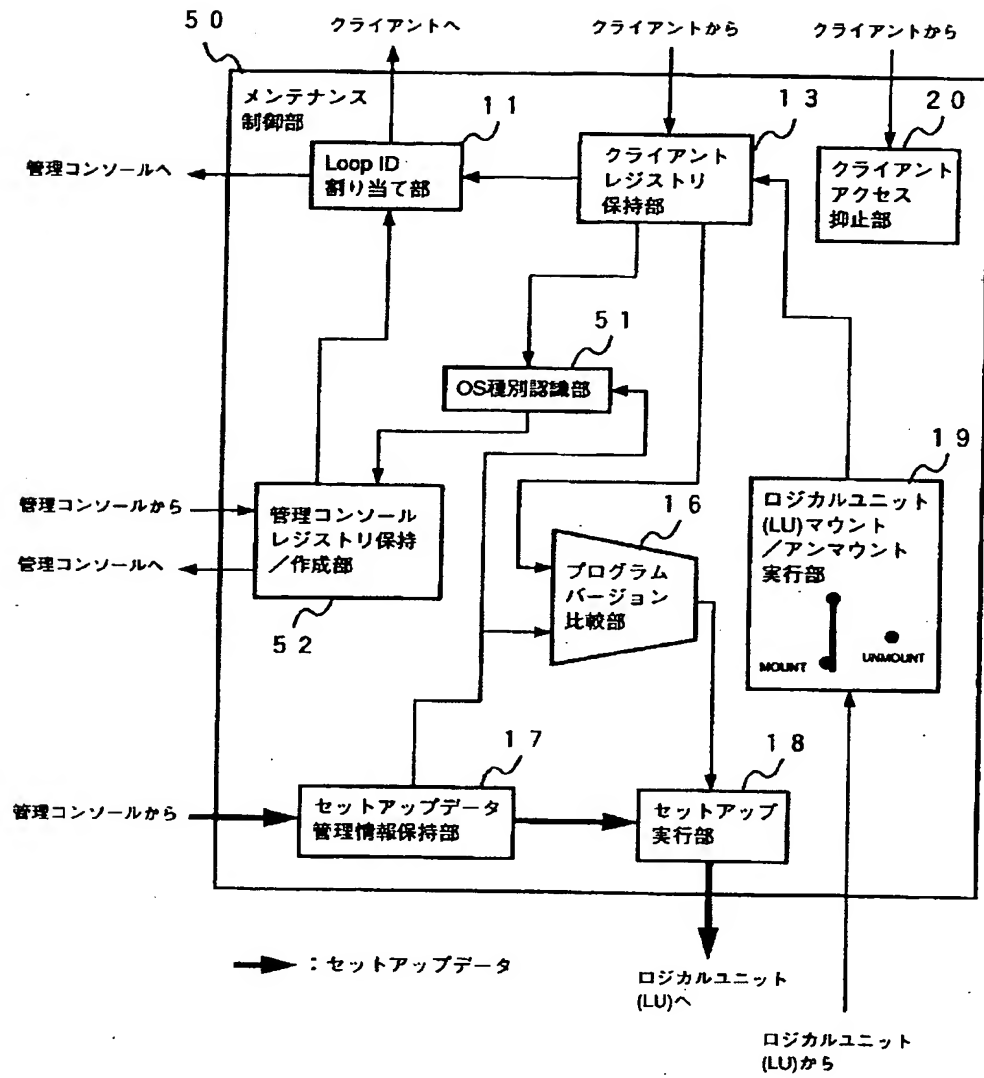 50
クライアントへ
クライアントから
クライアントから
メンテナンス
制御部
11
13
20
管理コンソールへ
Loop ID
割り当て部
クライアント
レジストリ
保持部
クライアント
アクセス
抑止部
51
OS種別認識部
19
管理コンソールから
管理コンソールへ
管理コンソール
レジストリ保持
/作成部
52
16
プログラム
バージョン
比較部
ロジカルユニット
(LU)マウント
/アンマウント
実行部
MOUNT
UNMOUNT
17
18
管理コンソールから
セットアップデータ
管理情報保持部
セットアップ
実行部
:セットアップデータ
ロジカルユニット
(LU)へ
ロジカルユニット
(LU)から